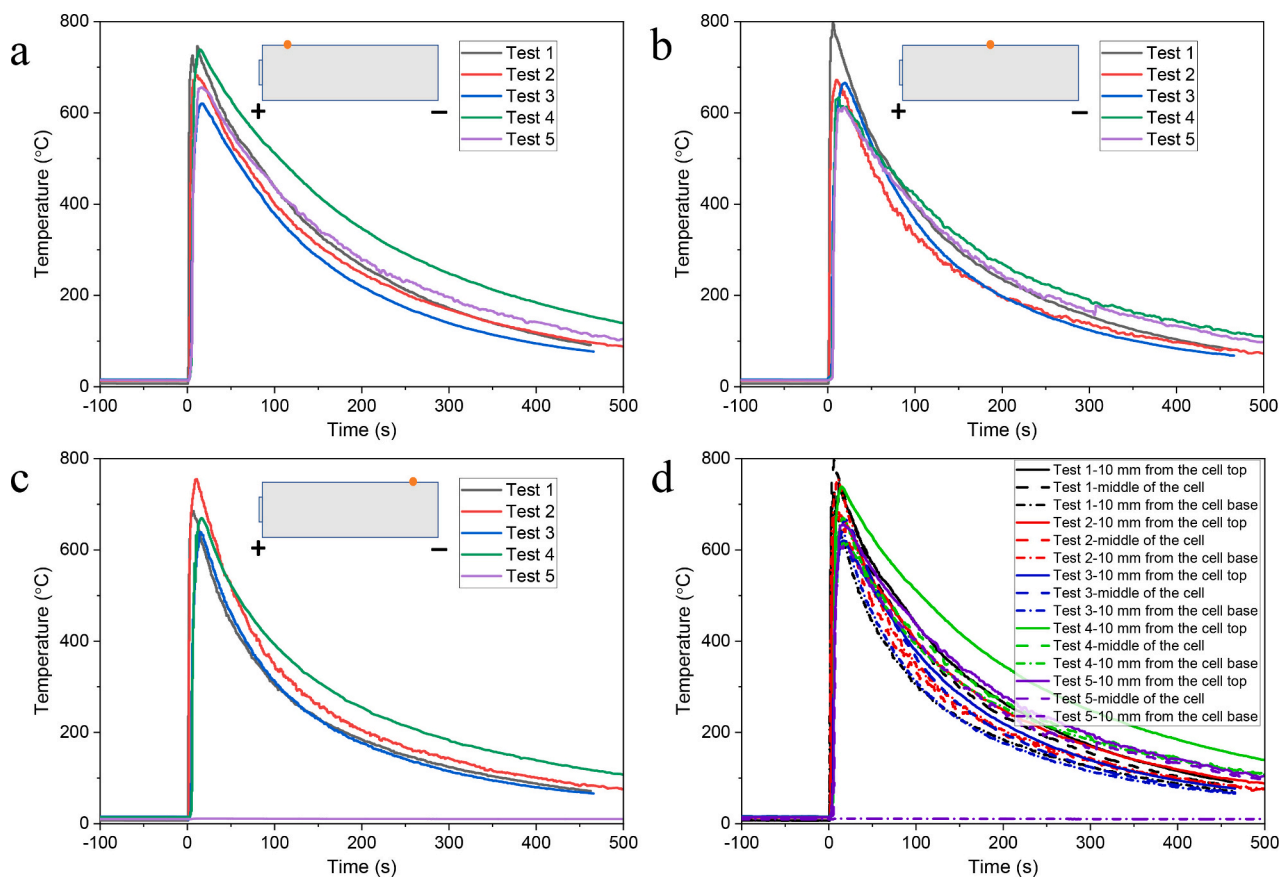 a
800
600
400
200
0
Temperature (°C)
-100
0
100
200
300
400
500
Time (s)
+
−
Test 1
Test 2
Test 3
Test 4
Test 5
b
800
600
400
200
0
Temperature (°C)
-100
0
100
200
300
400
500
Time (s)
+
−
Test 1
Test 2
Test 3
Test 4
Test 5
c
800
600
400
200
0
Temperature (°C)
-100
0
100
200
300
400
500
Time (s)
+
−
Test 1
Test 2
Test 3
Test 4
Test 5
d
800
600
400
200
0
Temperature (°C)
-100
0
100
200
300
400
500
Time (s)
Test 1-10 mm from the cell top
Test 1-middle of the cell
Test 1-10 mm from the cell base
Test 2-10 mm from the cell top
Test 2-middle of the cell
Test 2-10 mm from the cell base
Test 3-10 mm from the cell top
Test 3-middle of the cell
Test 3-10 mm from the cell base
Test 4-10 mm from the cell top
Test 4-middle of the cell
Test 4-10 mm from the cell base
Test 5-10 mm from the cell top
Test 5-middle of the cell
Test 5-10 mm from the cell base